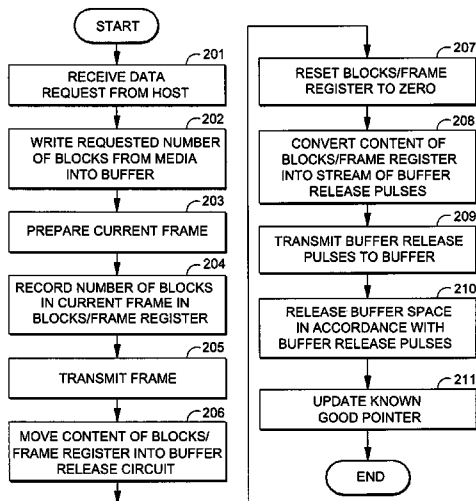 START
201
RECEIVE DATA
REQUEST FROM HOST
202
WRITE REQUESTED NUMBER
OF BLOCKS FROM MEDIA
INTO BUFFER
203
PREPARE CURRENT FRAME
204
RECORD NUMBER OF BLOCKS
IN CURRENT FRAME IN
BLOCKS/FRAME REGISTER
205
TRANSMIT FRAME
206
MOVE CONTENT OF BLOCKS/
FRAME REGISTER INTO BUFFER
RELEASE CIRCUIT
207
RESET BLOCKS/FRAME
REGISTER TO ZERO
208
CONVERT CONTENT OF
BLOCKS/FRAME REGISTER
INTO STREAM OF BUFFER
RELEASE PULSES
209
TRANSMIT BUFFER RELEASE
PULSES TO BUFFER
210
RELEASE BUFFER SPACE
IN ACCORDANCE WITH
BUFFER RELEASE PULSES
211
UPDATE KNOWN
GOOD POINTER
END